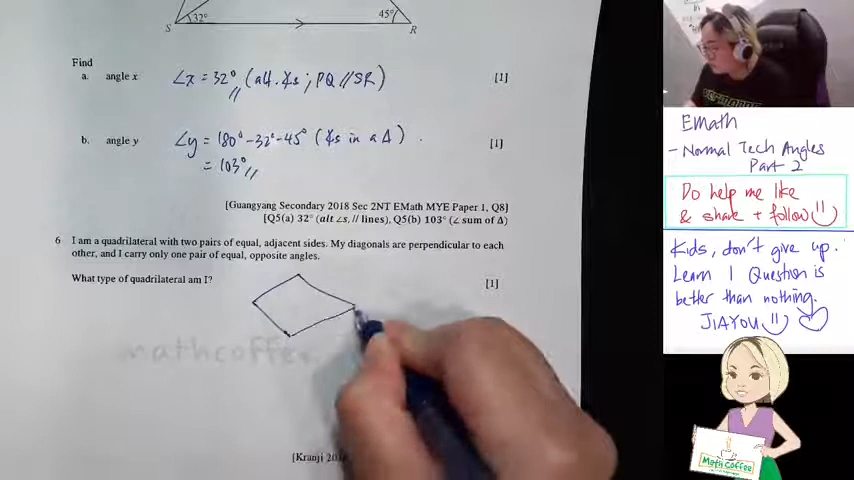 S
32°
45°
R
Find
a. angle x
∠x = 32° (alt. ∠s ; PQ // SR)
[1]
b. angle y
∠y = 180° - 32° - 45° (∠s in a Δ) .
[1]
= 103°
[Guangyang Secondary 2018 Sec 2NT EMath MYE Paper 1, Q8]
[Q5(a) 32° (alt ∠s, // lines), Q5(b) 103° (∠ sum of Δ)
6 I am a quadrilateral with two pairs of equal, adjacent sides. My diagonals are perpendicular to each
other, and I carry only one pair of equal, opposite angles.
What type of quadrilateral am I?
[1]
mathcoffee
[Kranji 201
EMath
- Normal Tech Angles
Part 2
Do help me like
& share + follow
Kids, don't give up.
Learn 1 Question is
better than nothing.
JIAYOU
Math Coffee